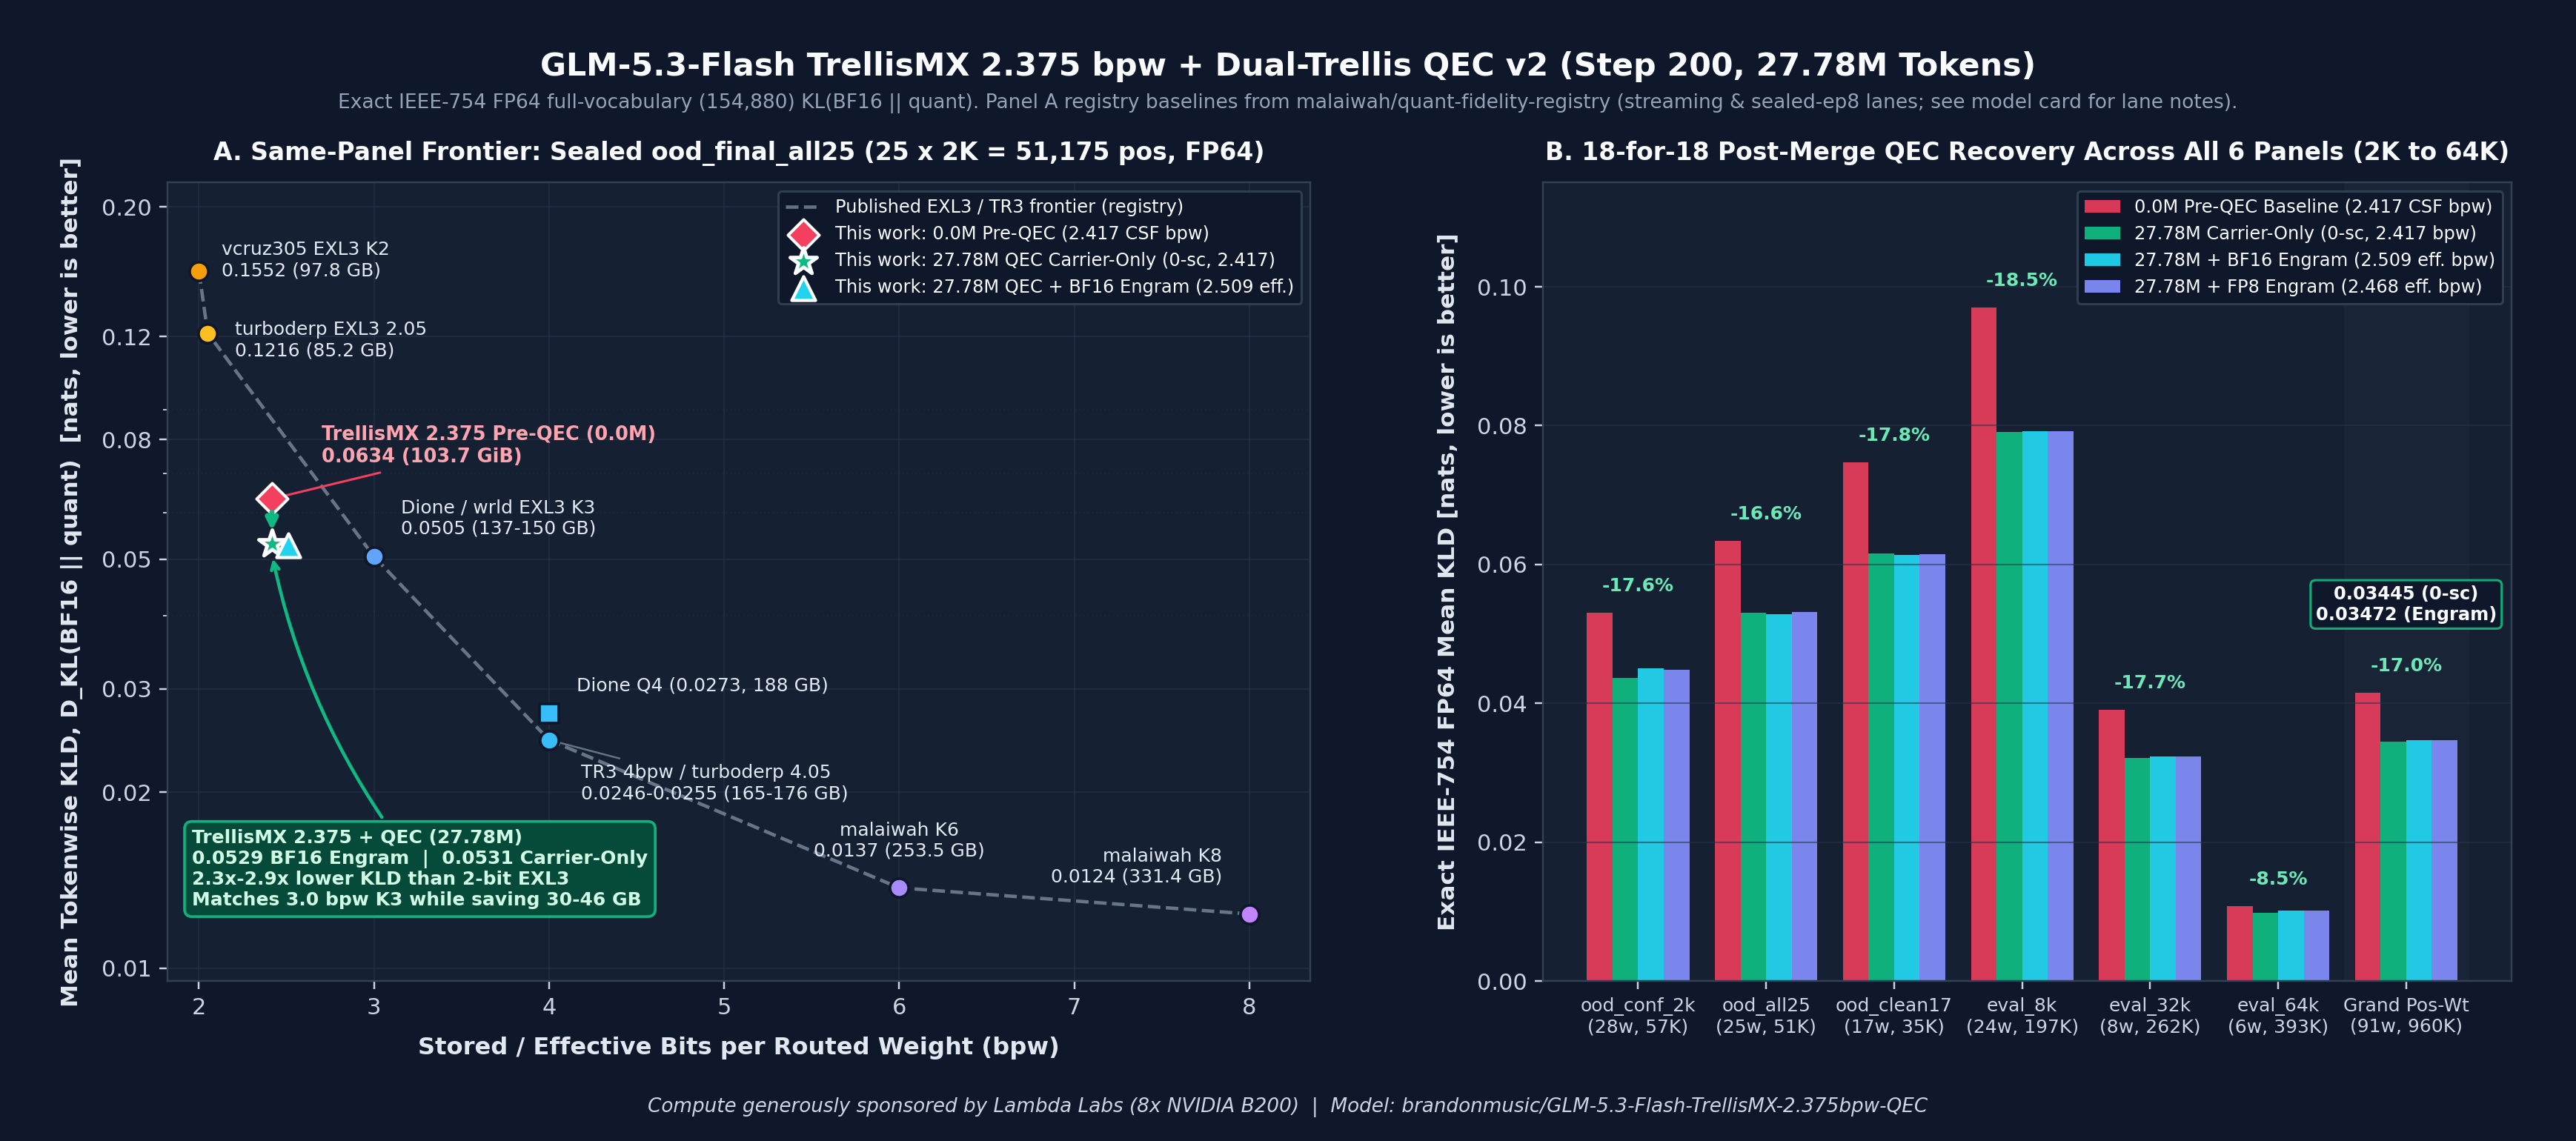 GLM-5.3-Flash TrellisMX 2.375 bpw + Dual-Trellis QEC v2 (Step 200, 27.78M Tokens)
Exact IEEE-754 FP64 full-vocabulary (154,880) KL(BF16 || quant). Panel A registry baselines from malaiwah/quant-fidelity-registry (streaming & sealed-ep8 lanes; see model card for lane notes).
A. Same-Panel Frontier: Sealed ood_final_all25 (25 x 2K = 51,175 pos, FP64)
Mean Tokenwise KLD, D_KL(BF16 || quant)  [nats, lower is better]
0.20
0.12
0.08
0.05
0.03
0.02
0.01
Published EXL3 / TR3 frontier (registry)
This work: 0.0M Pre-QEC (2.417 CSF bpw)
This work: 27.78M QEC Carrier-Only (0-sc, 2.417)
This work: 27.78M QEC + BF16 Engram (2.509 eff.)
vcruz305 EXL3 K2
0.1552 (97.8 GB)
turboderp EXL3 2.05
0.1216 (85.2 GB)
TrellisMX 2.375 Pre-QEC (0.0M)
0.0634 (103.7 GiB)
Dione / wrld EXL3 K3
0.0505 (137-150 GB)
Dione Q4 (0.0273, 188 GB)
TR3 4bpw / turboderp 4.05
0.0246-0.0255 (165-176 GB)
malaiwah K6
0.0137 (253.5 GB)
malaiwah K8
0.0124 (331.4 GB)
TrellisMX 2.375 + QEC (27.78M)
0.0529 BF16 Engram  |  0.0531 Carrier-Only
2.3x-2.9x lower KLD than 2-bit EXL3
Matches 3.0 bpw K3 while saving 30-46 GB
2 3 4 5 6 7 8
Stored / Effective Bits per Routed Weight (bpw)
B. 18-for-18 Post-Merge QEC Recovery Across All 6 Panels (2K to 64K)
Exact IEEE-754 FP64 Mean KLD [nats, lower is better]
0.10
0.08
0.06
0.04
0.02
0.00
0.0M Pre-QEC Baseline (2.417 CSF bpw)
27.78M Carrier-Only (0-sc, 2.417 bpw)
27.78M + BF16 Engram (2.509 eff. bpw)
27.78M + FP8 Engram (2.468 eff. bpw)
-17.6%
-16.6%
-17.8%
-18.5%
-17.7%
-8.5%
-17.0%
0.03445 (0-sc)
0.03472 (Engram)
ood_conf_2k
(28w, 57K)
ood_all25
(25w, 51K)
ood_clean17
(17w, 35K)
eval_8k
(24w, 197K)
eval_32k
(8w, 262K)
eval_64k
(6w, 393K)
Grand Pos-Wt
(91w, 960K)
Compute generously sponsored by Lambda Labs (8x NVIDIA B200)  |  Model: brandonmusic/GLM-5.3-Flash-TrellisMX-2.375bpw-QEC